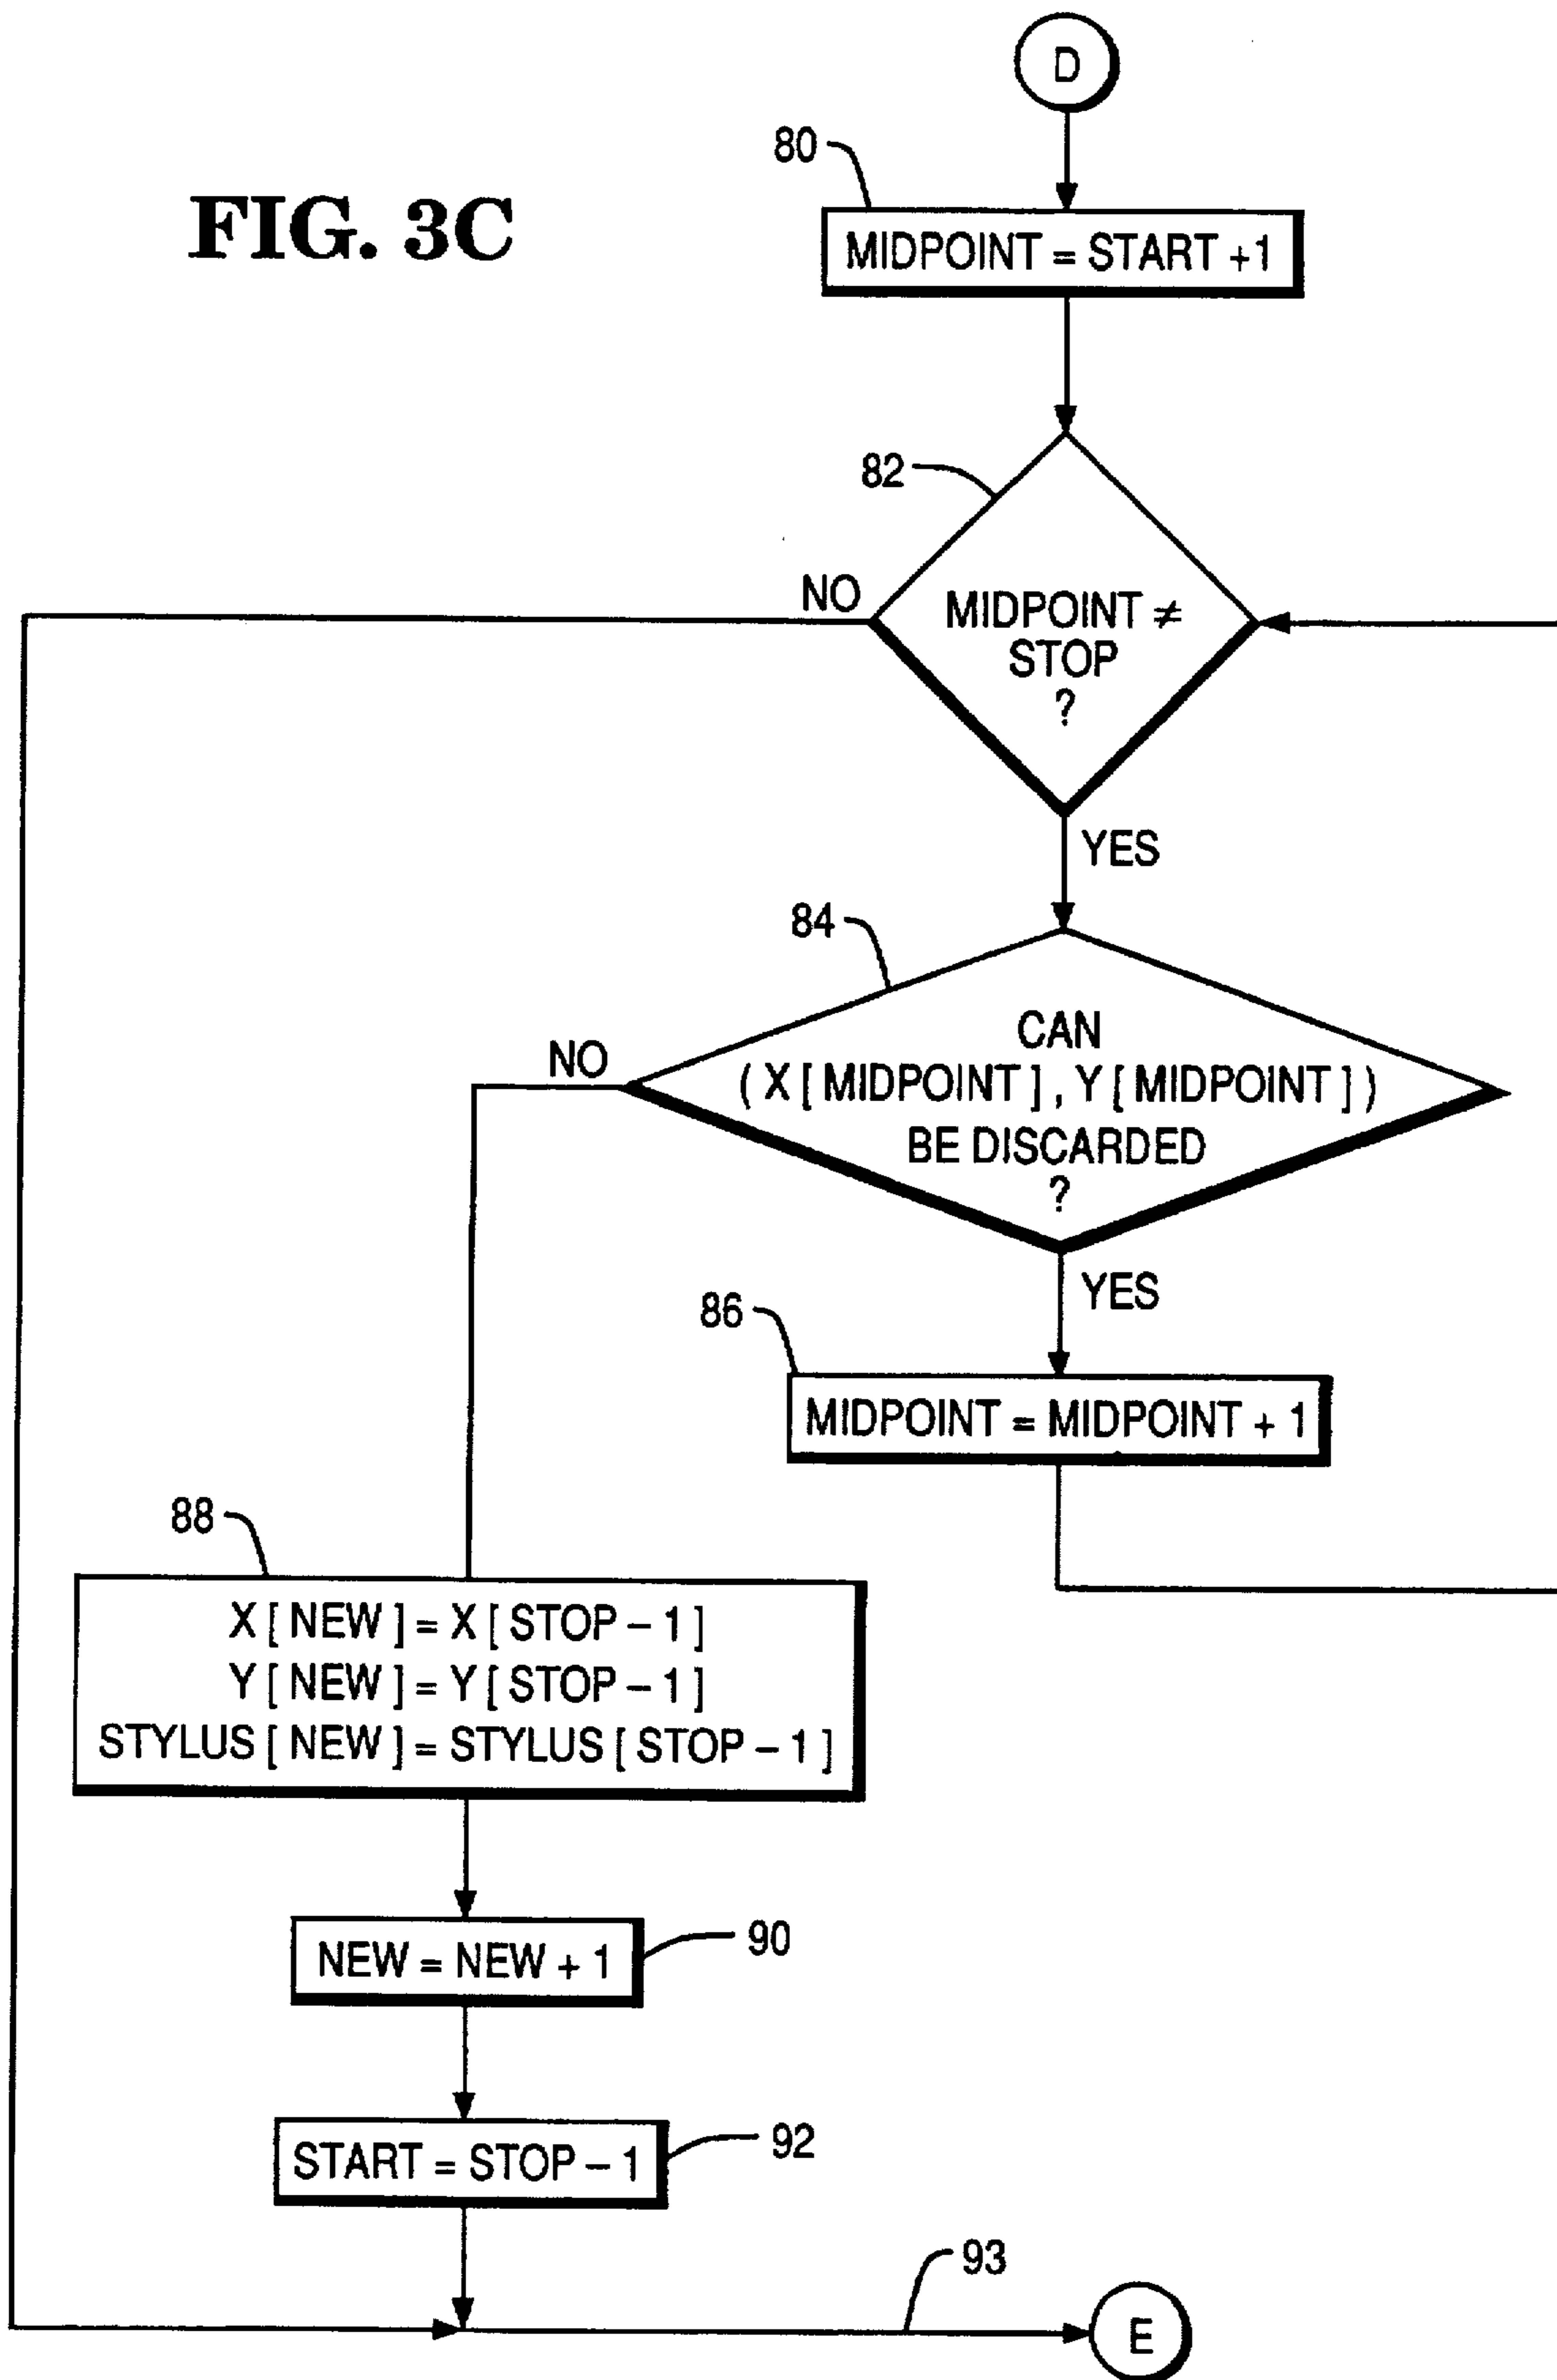 D
80
FIG. 3C
MIDPOINT = START +1
82
NO
MIDPOINT ≠
STOP
?
YES
84
CAN
NO
( X [ MIDPOINT ] , Y [ MIDPOINT ] )
BE DISCARDED
?
YES
86
MIDPOINT = MIDPOINT + 1
88
X [ NEW ] = X [ STOP – 1 ]
Y [ NEW ] = Y [ STOP – 1 ]
STYLUS [ NEW ] = STYLUS [ STOP – 1 ]
90
NEW = NEW + 1
92
START = STOP – 1
93
E